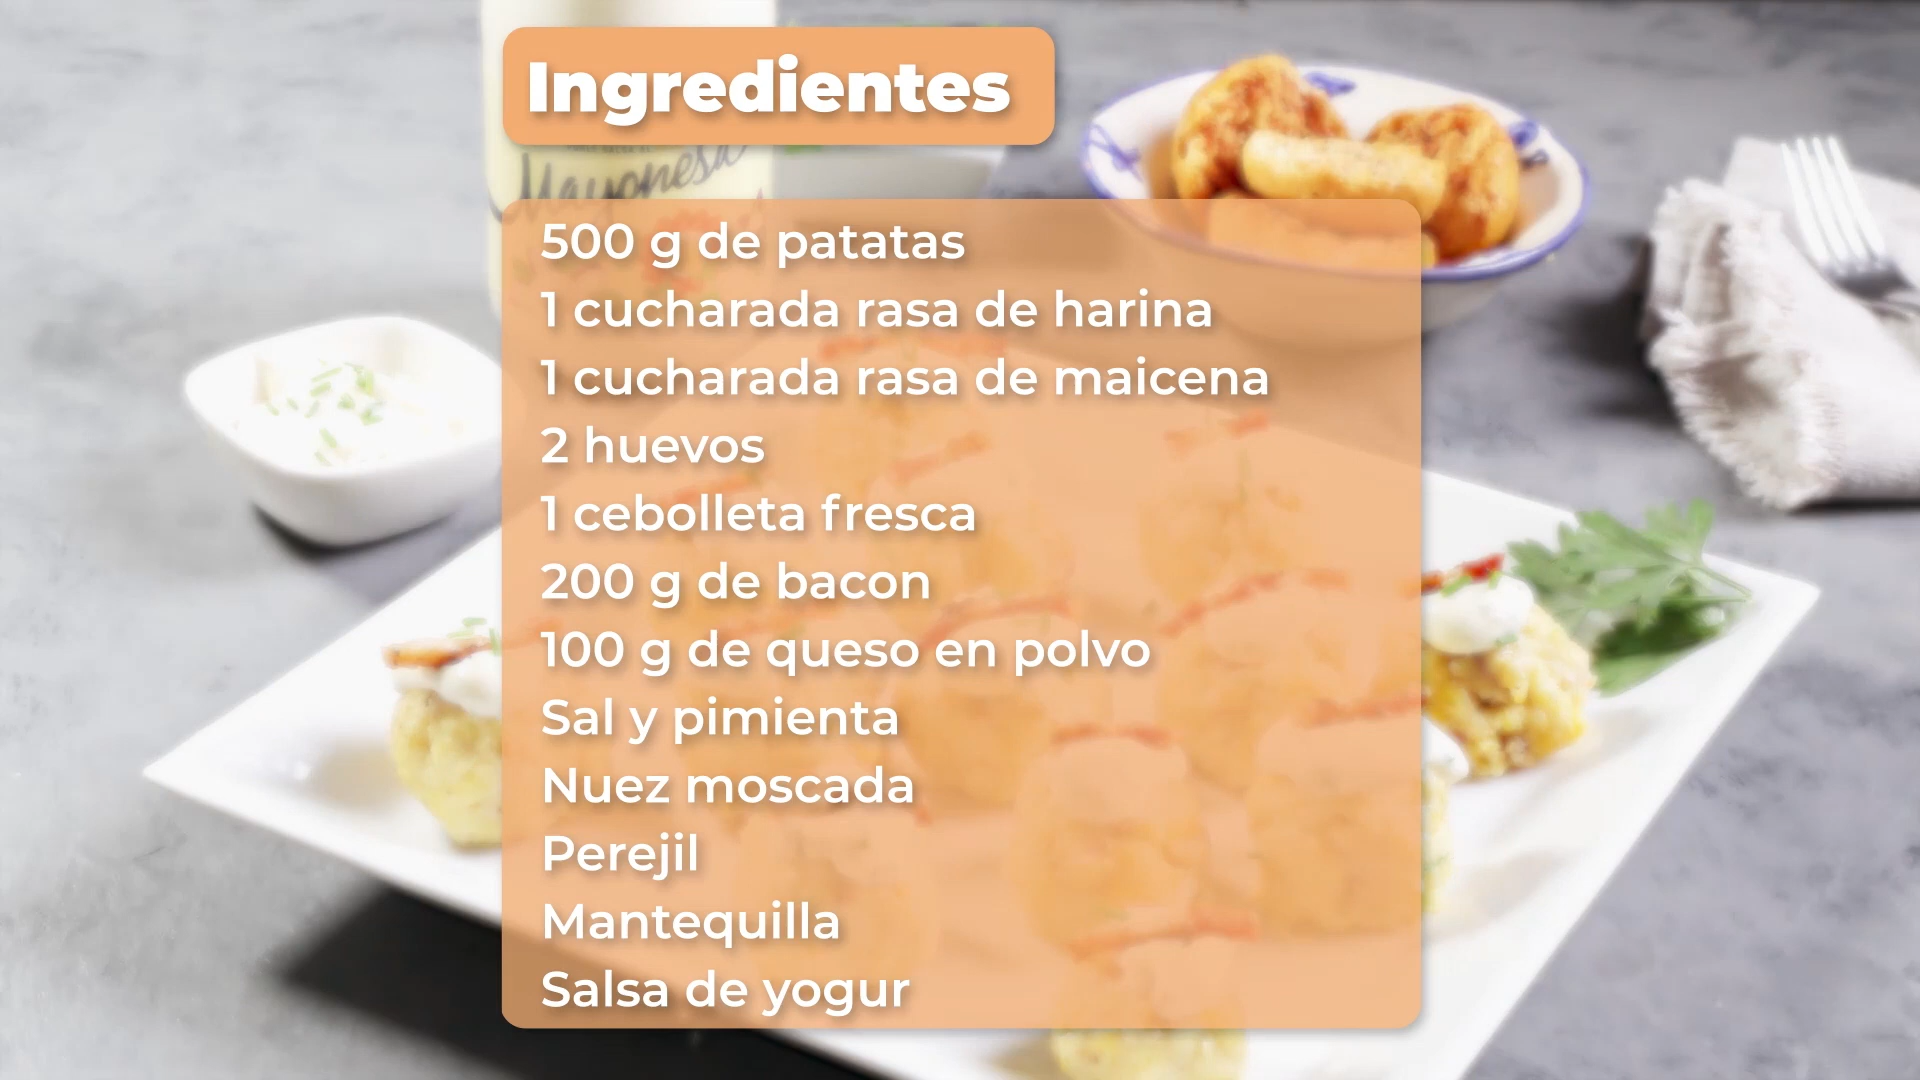 Ingredientes
Mayonesa
500 g de patatas
1 cucharada rasa de harina
1 cucharada rasa de maicena
2 huevos
1 cebolleta fresca
200 g de bacon
100 g de queso en polvo
Sal y pimienta
Nuez moscada
Perejil
Mantequilla
Salsa de yogur